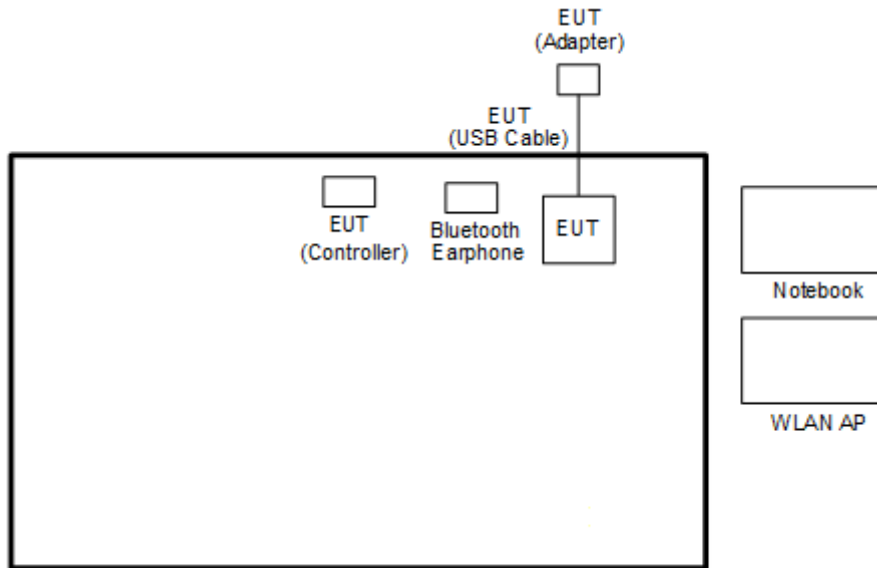 EUT
(Adapter)
EUT
(USB Cable)
EUT
(Controller)
Bluetooth
Earphone
EUT
Notebook
WLAN AP